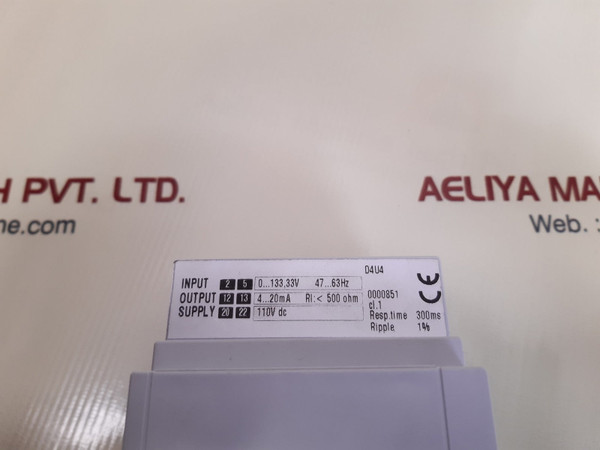 H PVT. LTD.
ne.com
AELIYA MA
Web. :
D4U4
INPUT 2 5 0...133,33V 47...63Hz
OUTPUT 12 13 4...20mA Ri:< 500 ohm
SUPPLY 20 22 110V dc
0000851
cl.1
Resp.time 300ms
Ripple 1%
CE